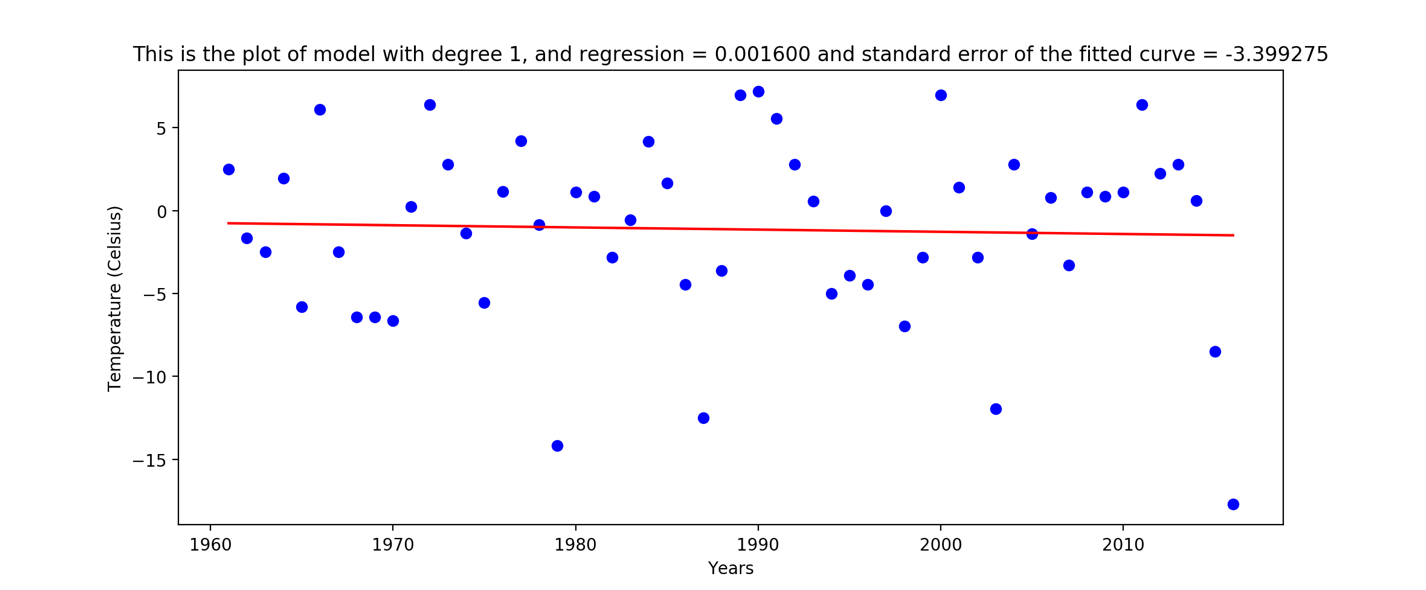 This is the plot of model with degree 1, and regression = 0.001600 and standard error of the fitted curve = -3.399275
5
0
−5
−10
−15
Temperature (Celsius)
1960 1970 1980 1990 2000 2010
Years